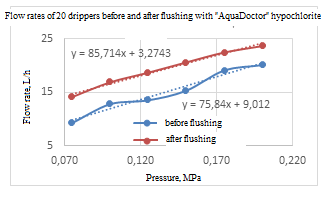 Flow rates of 20 drippers before and after flushing with "AquaDoctor" hypochlorite
25
y = 85,714x + 3,2743
15
y = 75,84x + 9,012
before flushing
after flushing
5
0,070
0,120
0,170
0,220
Flow rate, L/h
Pressure, MPa